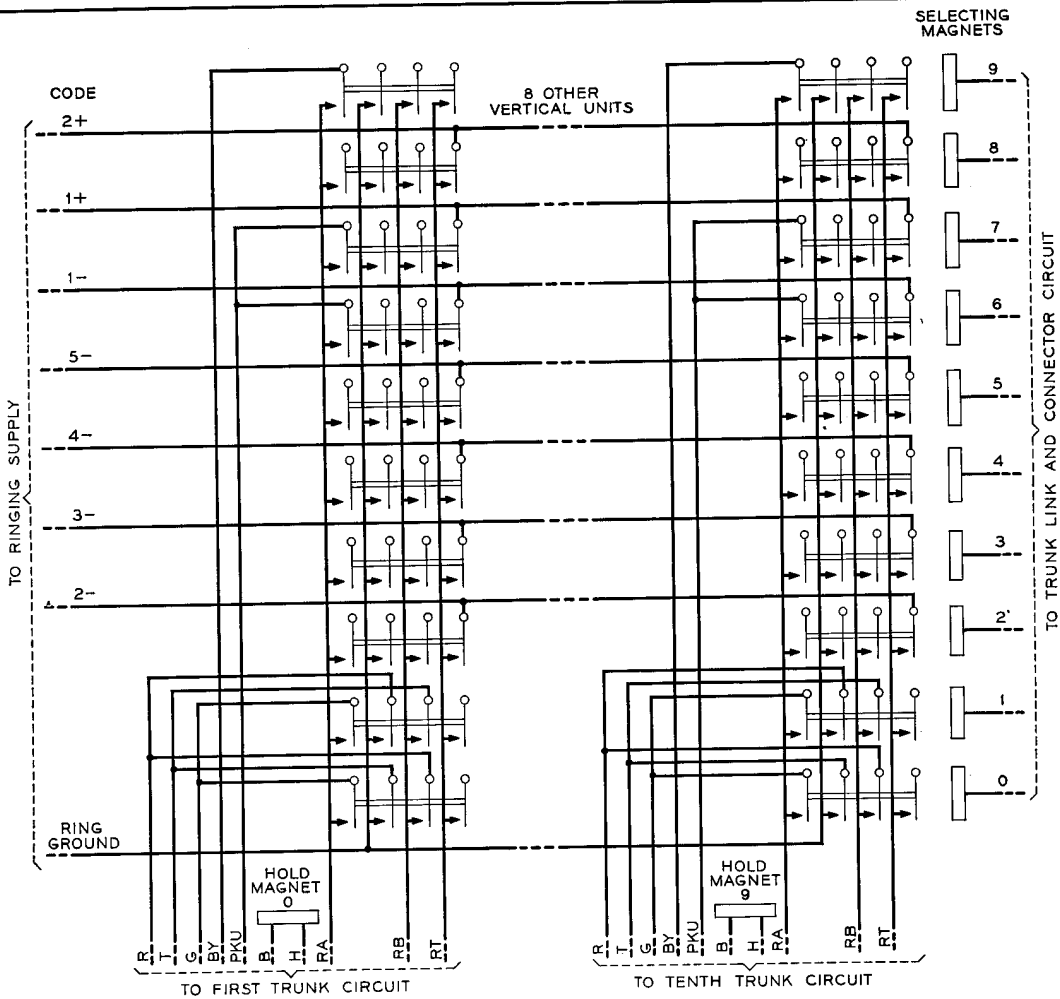 SELECTING
MAGNETS
CODE
8 OTHER
VERTICAL UNITS
9
2+
8
1+
7
1-
6
5-
5
4-
4
3-
3
2-
2
1
0
RING
GROUND
TO RINGING SUPPLY
TO TRUNK LINK AND CONNECTOR CIRCUIT
HOLD
MAGNET
0
HOLD
MAGNET
9
R
T
G
BY
PKU
B
H
RA
RB
RT
R
T
G
BY
PKU
B
H
RA
RB
RT
TO FIRST TRUNK CIRCUIT
TO TENTH TRUNK CIRCUIT